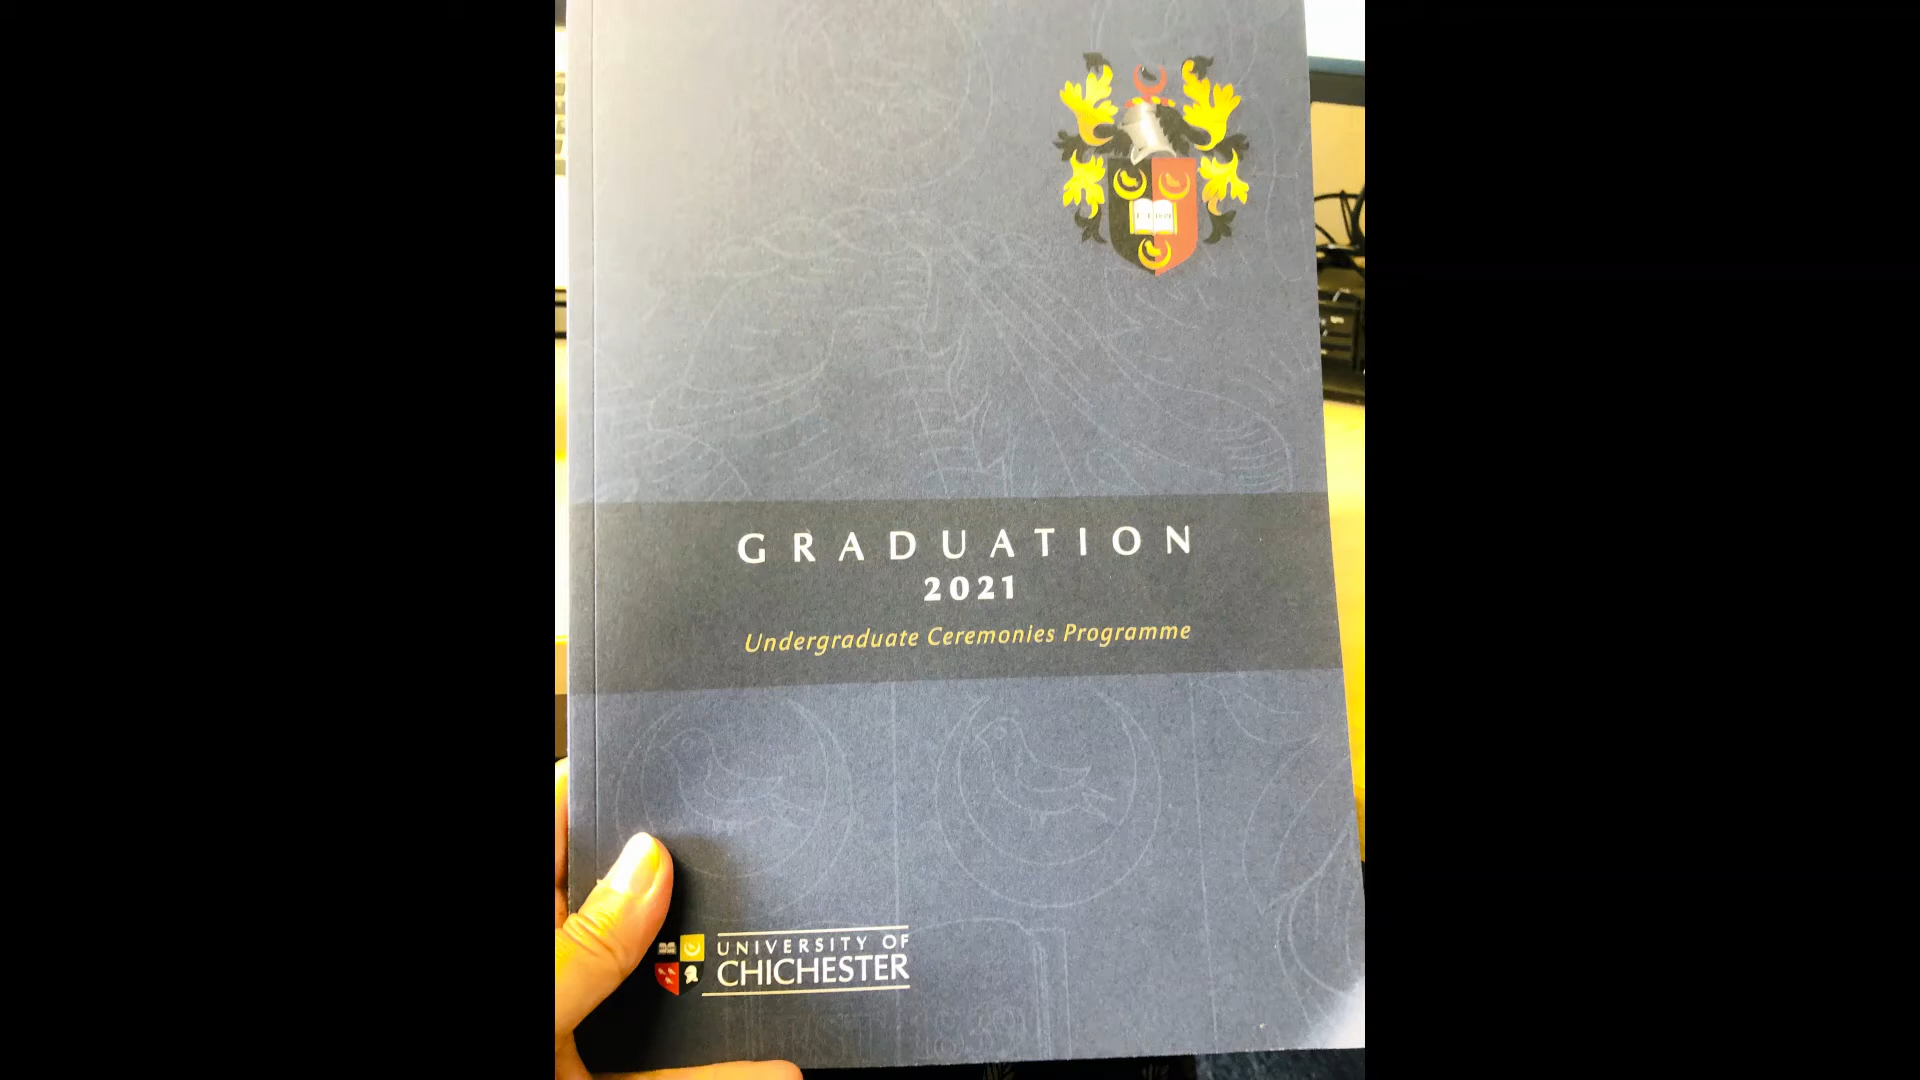 GRADUATION
2021
Undergraduate Ceremonies Programme
UNIVERSITY OF
CHICHESTER